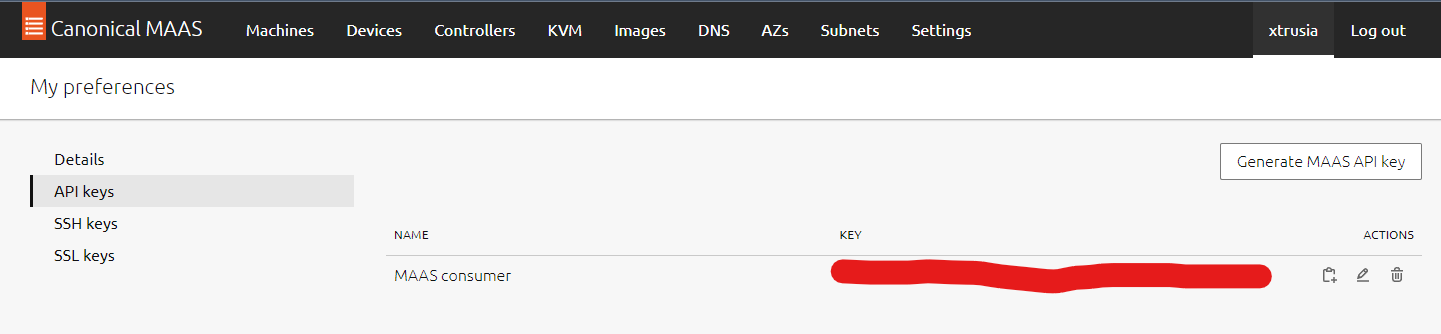 Canonical MAAS Machines Devices Controllers KVM Images DNS AZs Subnets Settings xtrusia Log out
My preferences
Details
Generate MAAS API key
API keys
SSH keys
SSL keys
NAME KEY ACTIONS
MAAS consumer